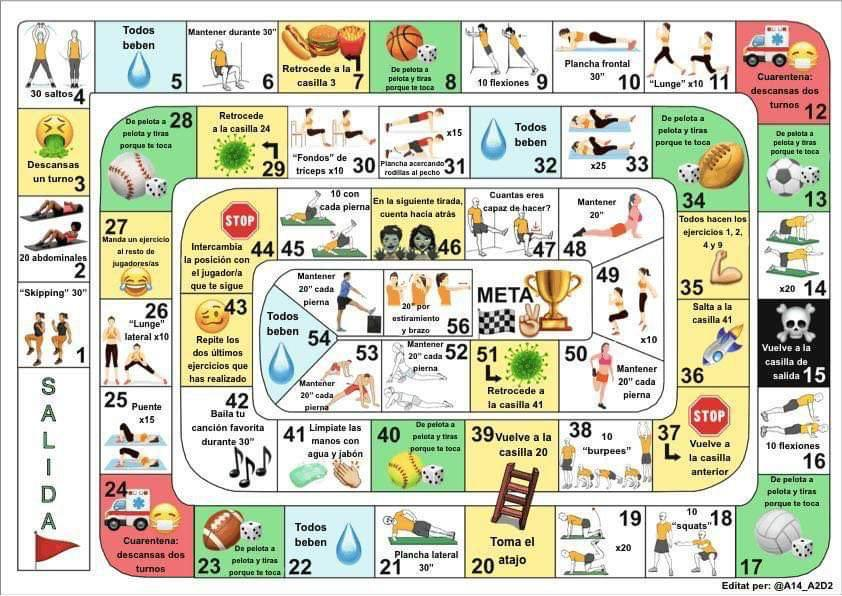 SALIDA
“Skipping” 30”
1
20 abdominales
2
Descansas
un turno
3
30 saltos
4
Todos
beben
5
Mantener durante 30”
6
Retrocede a la
casilla 3
7
De pelota
a pelota y tiras
porque te toca
8
10 flexiones
9
Plancha frontal
30”
10
“Lunge” x10
11
Cuarentena:
descansas dos
turnos
12
De pelota a
pelota y tiras
porque te toca
13
x20
14
Vuelve a la
casilla de
salida
15
10 flexiones
16
De pelota a
pelota y tiras
porque te toca
17
10
“squats”
18
19
x20
Toma el
atajo
20
Plancha lateral
30”
21
Todos
beben
22
De pelota a
pelota y tiras
porque te toca
23
24
Cuarentena:
descansas dos
turnos
25
Puente
x15
26
“Lunge”
lateral x10
27
Manda un ejercicio
al resto de
jugadores/as
De pelota a
pelota y tiras
porque te toca
28
Retrocede
a la casilla 24
29
“Fondos” de
tríceps x10
30
x15
Plancha acercando
rodillas al pecho
31
Todos
beben
32
x25
33
De pelota a
pelota y tiras
porque te toca
34
Todos hacen los
ejercicios 1, 2,
4 y 9
35
Salta a la
casilla 41
36
37
STOP
Vuelve a
la casilla
anterior
38
10
“burpees”
39
Vuelve a la
casilla 20
40
De pelota a
pelota y tiras
porque te toca
41
Límpiate las
manos con
agua y jabón
42
Baila tu
canción favorita
durante 30”
43
Repite los
dos últimos
ejercicios que
has realizado
STOP
Intercambia
la posición con
el jugador/a
que te sigue
44
10 con
cada pierna
45
En la siguiente tirada,
cuenta hacia atrás
46
Cuantas eres
capaz de hacer?
47
Mantener
20”
48
49
x10
50
Mantener
20” cada
pierna
51
Retrocede a
la casilla 41
52
Mantener
20” cada
pierna
53
Mantener
20” cada
pierna
Todos
beben
54
Mantener
20” cada
pierna
20” por
estiramiento
y brazo
56
META
Editat per: @A14_A2D2